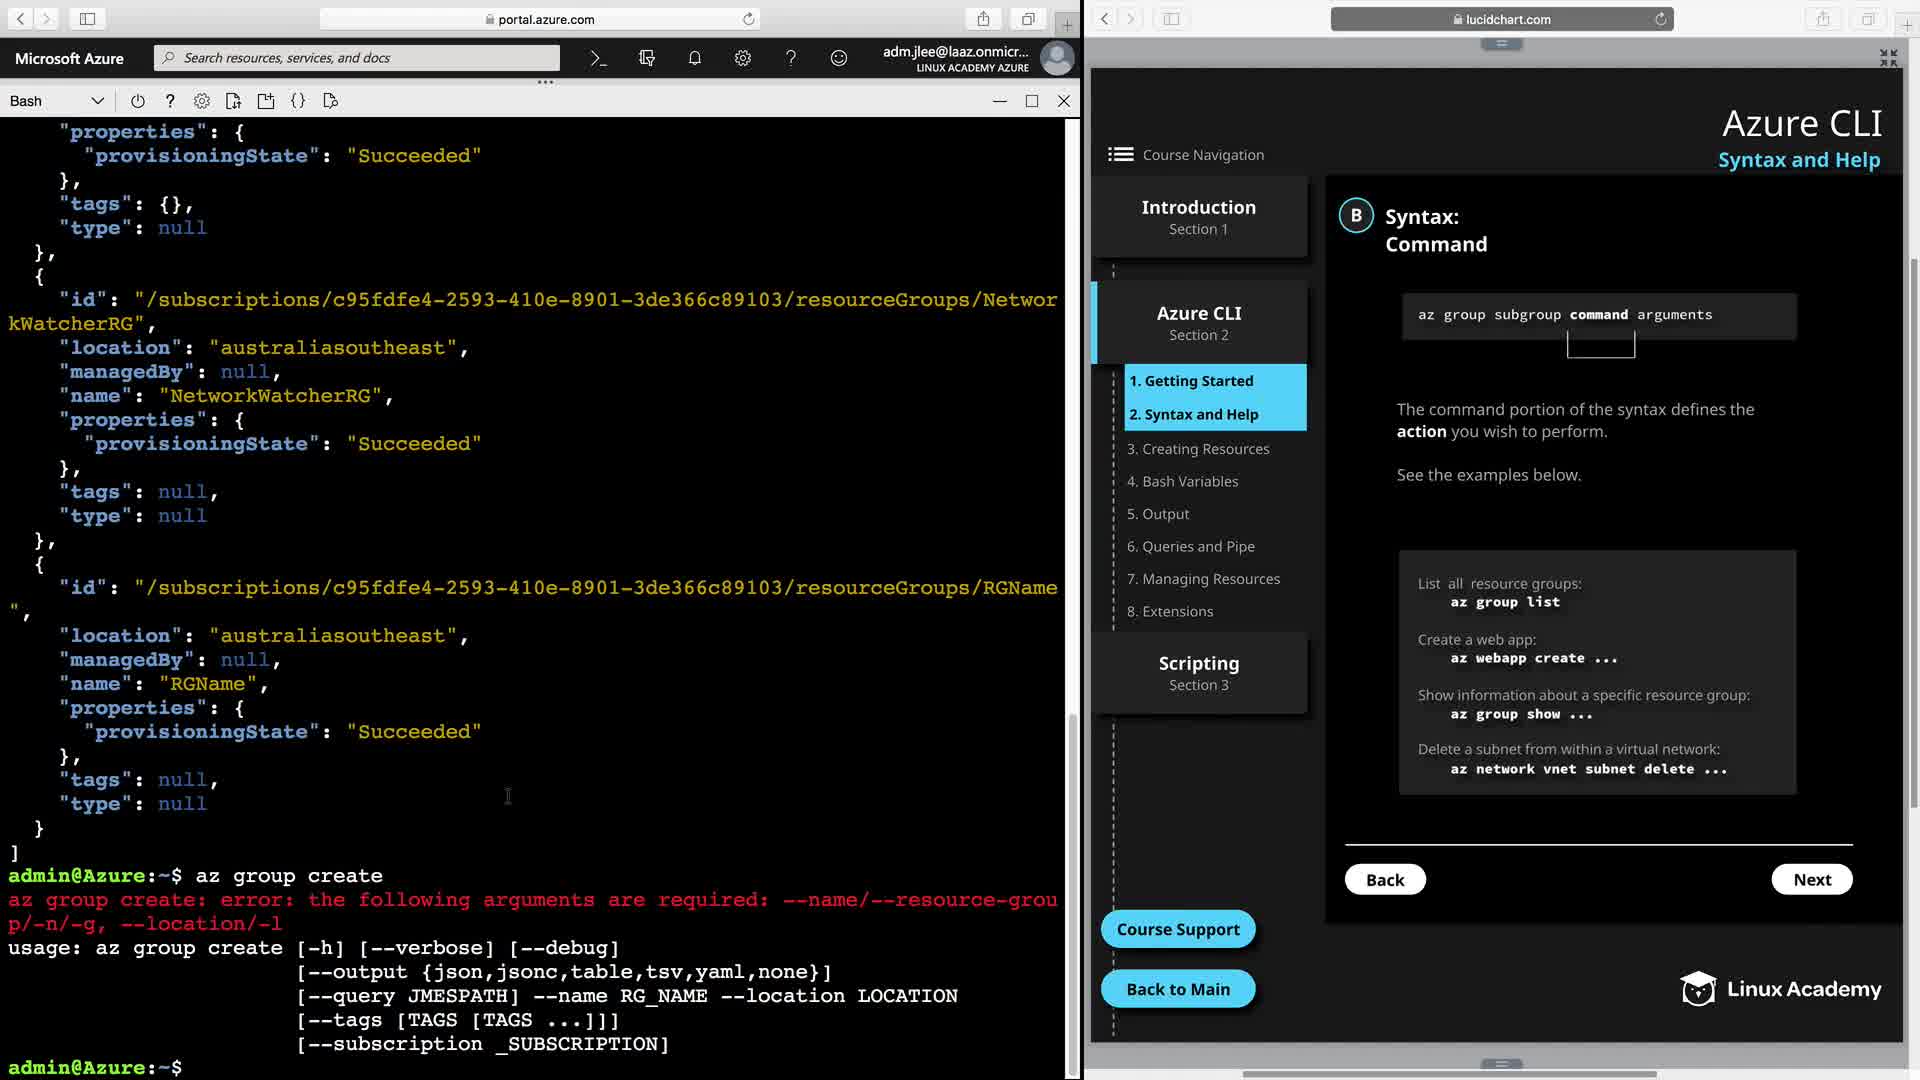 portal.azure.com
Microsoft Azure
Search resources, services, and docs
adm.jlee@laaz.onmicr...
LINUX ACADEMY AZURE
Bash
"properties": {
"provisioningState": "Succeeded"
},
"tags": {},
"type": null
},
{
"id": "/subscriptions/c95fdfe4-2593-410e-8901-3de366c89103/resourceGroups/Networ
kWatcherRG",
"location": "australiasoutheast",
"managedBy": null,
"name": "NetworkWatcherRG",
"properties": {
"provisioningState": "Succeeded"
},
"tags": null,
"type": null
},
{
"id": "/subscriptions/c95fdfe4-2593-410e-8901-3de366c89103/resourceGroups/RGName
",
"location": "australiasoutheast",
"managedBy": null,
"name": "RGName",
"properties": {
"provisioningState": "Succeeded"
},
"tags": null,
"type": null
}
]
admin@Azure:~$ az group create
az group create: error: the following arguments are required: --name/--resource-grou
p/-n/-g, --location/-l
usage: az group create [-h] [--verbose] [--debug]
[--output {json,jsonc,table,tsv,yaml,none}]
[--query JMESPATH] --name RG_NAME --location LOCATION
[--tags [TAGS [TAGS ...]]]
[--subscription _SUBSCRIPTION]
admin@Azure:~$
lucidchart.com
Azure CLI
Syntax and Help
Course Navigation
Introduction
Section 1
Azure CLI
Section 2
1. Getting Started
2. Syntax and Help
3. Creating Resources
4. Bash Variables
5. Output
6. Queries and Pipe
7. Managing Resources
8. Extensions
Scripting
Section 3
Course Support
Back to Main
B
Syntax:
Command
az group subgroup command arguments
The command portion of the syntax defines the
action you wish to perform.
See the examples below.
List all resource groups:
az group list
Create a web app:
az webapp create ...
Show information about a specific resource group:
az group show ...
Delete a subnet from within a virtual network:
az network vnet subnet delete ...
Back
Next
Linux Academy